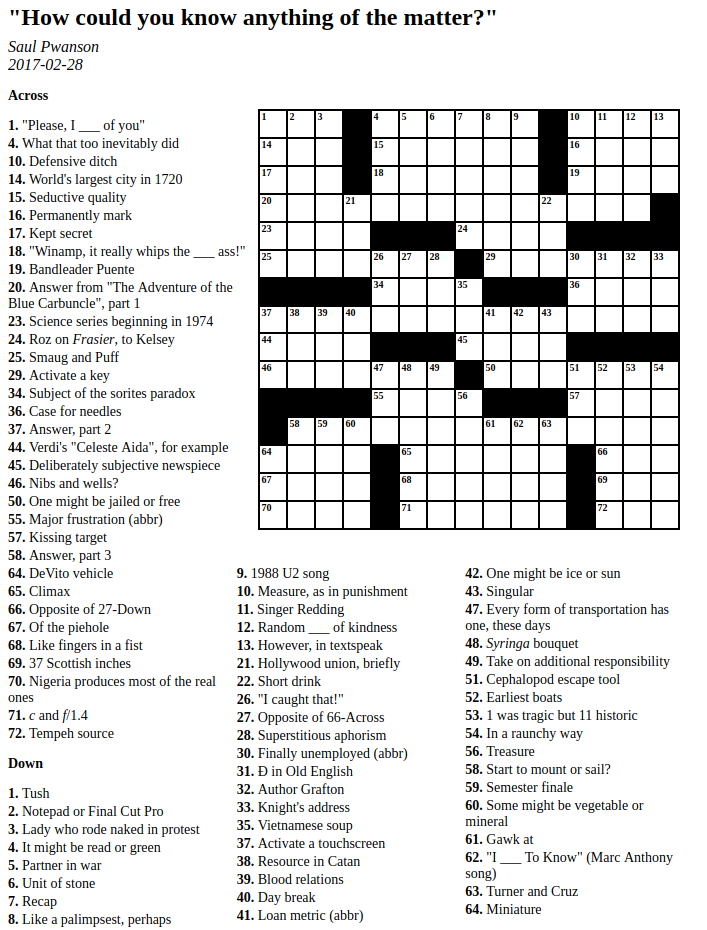 "How could you know anything of the matter?"
Saul Pwanson
2017-02-28
Across
1. "Please, I ___ of you"
4. What that too inevitably did
10. Defensive ditch
14. World's largest city in 1720
15. Seductive quality
16. Permanently mark
17. Kept secret
18. "Winamp, it really whips the ___ ass!"
19. Bandleader Puente
20. Answer from "The Adventure of the
Blue Carbuncle", part 1
23. Science series beginning in 1974
24. Roz on Frasier, to Kelsey
25. Smaug and Puff
29. Activate a key
34. Subject of the sorites paradox
36. Case for needles
37. Answer, part 2
44. Verdi's "Celeste Aida", for example
45. Deliberately subjective newspiece
46. Nibs and wells?
50. One might be jailed or free
55. Major frustration (abbr)
57. Kissing target
58. Answer, part 3
64. DeVito vehicle
65. Climax
66. Opposite of 27-Down
67. Of the piehole
68. Like fingers in a fist
69. 37 Scottish inches
70. Nigeria produces most of the real
ones
71. c and f/1.4
72. Tempeh source
Down
1. Tush
2. Notepad or Final Cut Pro
3. Lady who rode naked in protest
4. It might be read or green
5. Partner in war
6. Unit of stone
7. Recap
8. Like a palimpsest, perhaps
1 2 3 4 5 6 7 8 9 10 11 12 13
14 15 16
17 18 19
20 21 22
23 24
25 26 27 28 29 30 31 32 33
34 35 36
37 38 39 40 41 42 43
44 45
46 47 48 49 50 51 52 53 54
55 56 57
58 59 60 61 62 63
64 65 66
67 68 69
70 71 72
9. 1988 U2 song
10. Measure, as in punishment
11. Singer Redding
12. Random ___ of kindness
13. However, in textspeak
21. Hollywood union, briefly
22. Short drink
26. "I caught that!"
27. Opposite of 66-Across
28. Superstitious aphorism
30. Finally unemployed (abbr)
31. Đ in Old English
32. Author Grafton
33. Knight's address
35. Vietnamese soup
37. Activate a touchscreen
38. Resource in Catan
39. Blood relations
40. Day break
41. Loan metric (abbr)
42. One might be ice or sun
43. Singular
47. Every form of transportation has
one, these days
48. Syringa bouquet
49. Take on additional responsibility
51. Cephalopod escape tool
52. Earliest boats
53. 1 was tragic but 11 historic
54. In a raunchy way
56. Treasure
58. Start to mount or sail?
59. Semester finale
60. Some might be vegetable or
mineral
61. Gawk at
62. "I ___ To Know" (Marc Anthony
song)
63. Turner and Cruz
64. Miniature